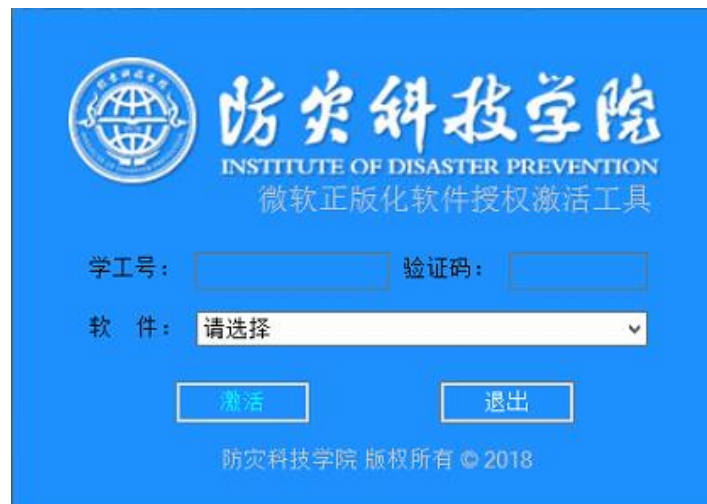 防灾科技学院
INSTITUTE OF DISASTER PREVENTION
微软正版化软件授权激活工具
学工号： 验证码：
软 件： 请选择
激活 退出
防灾科技学院 版权所有 © 2018